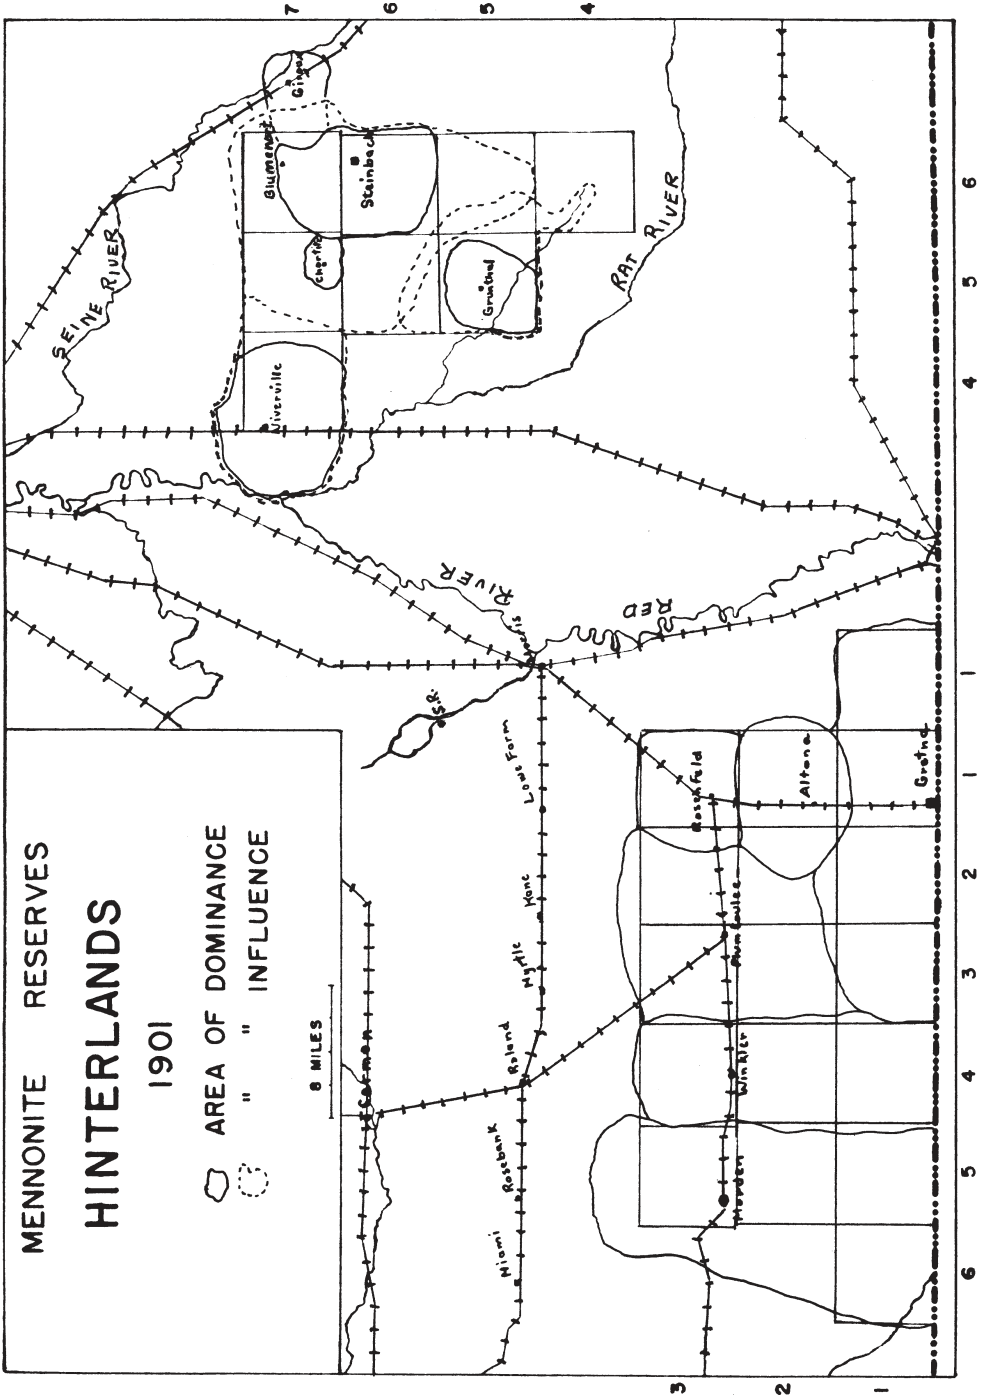 MENNONITE RESERVES
HINTERLANDS
1901
AREA OF DOMINANCE
" " INFLUENCE
8 MILES
7
6
5
4
6
5
4
1
1
2
3
4
5
6
3
2
1
SEINE RIVER
RAT RIVER
RED RIVER
Giroux
Blumenort
Steinbach
Chortitz
Grunthal
Niverville
Morris
S.R.
Lowe Farm
Kane
Myrtle
Roland
Rosebank
Miami
Carmen
Rosenfeld
Altona
Gretna
Plum Coulee
Winkler
Morden